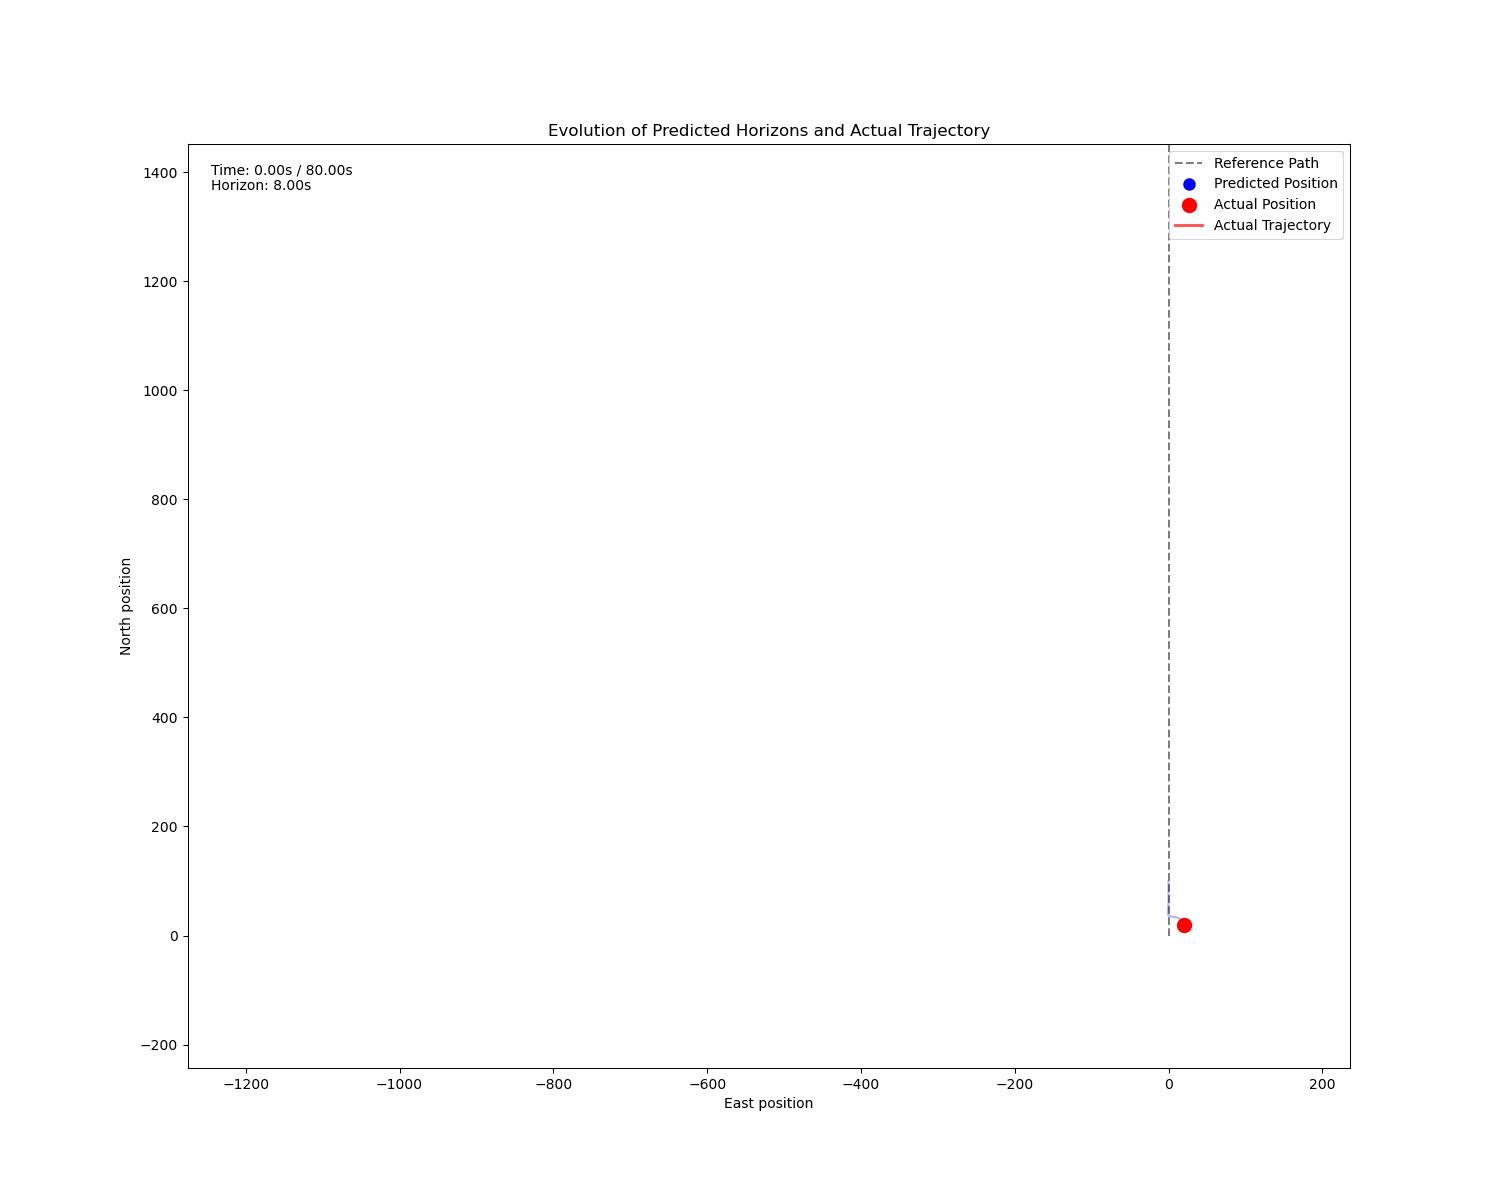 Evolution of Predicted Horizons and Actual Trajectory
Time: 0.00s / 80.00s
Horizon: 8.00s
Reference Path
Predicted Position
Actual Position
Actual Trajectory
1400
1200
1000
800
600
400
200
0
−200
North position
−1200
−1000
−800
−600
−400
−200
0
200
East position